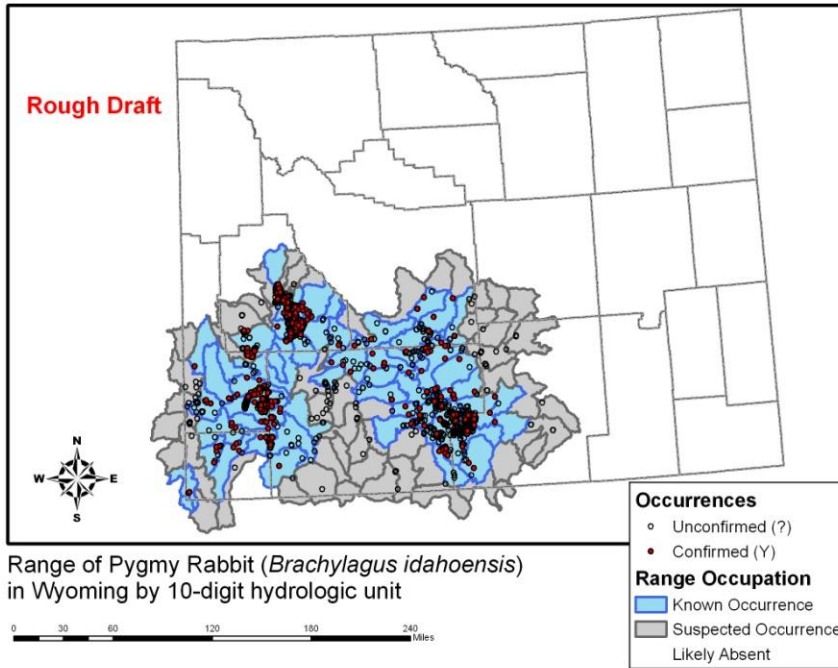 Rough Draft
N
W E
S
Occurrences
Unconfirmed (?)
Confirmed (Y)
Range Occupation
Known Occurrence
Suspected Occurrence
Likely Absent
Range of Pygmy Rabbit (Brachylagus idahoensis)
in Wyoming by 10-digit hydrologic unit
0 30 60 120 180 240
Miles